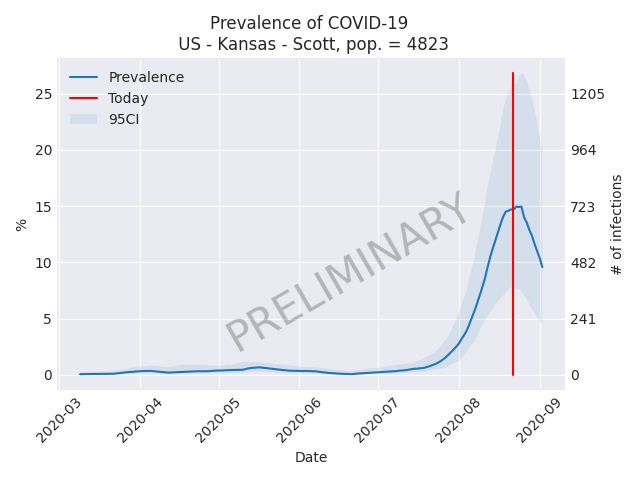 Prevalence of COVID-19
US - Kansas - Scott, pop. = 4823
Prevalence
Today
95CI
PRELIMINARY
%
25
20
15
10
5
0
1205
964
723
482
241
0
# of infections
2020-03
2020-04
2020-05
2020-06
2020-07
2020-08
2020-09
Date